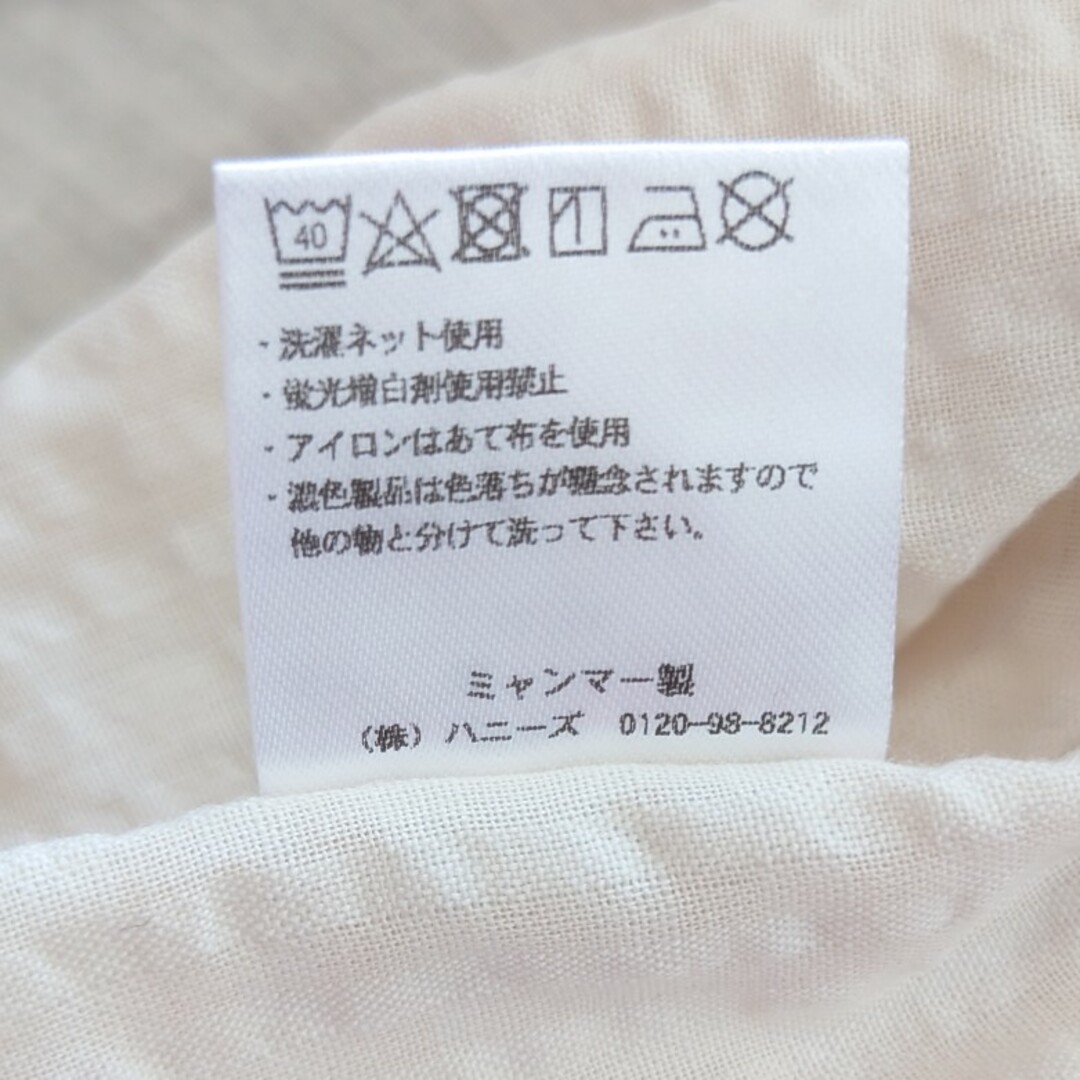 40
・洗濯ネット使用
・蛍光増白剤使用禁止
・アイロンはあて布を使用
・濃色製品は色落ちが懸念されますので
他の物と分けて洗って下さい。
ミャンマー製
（株）ハニーズ 0120-98-8212